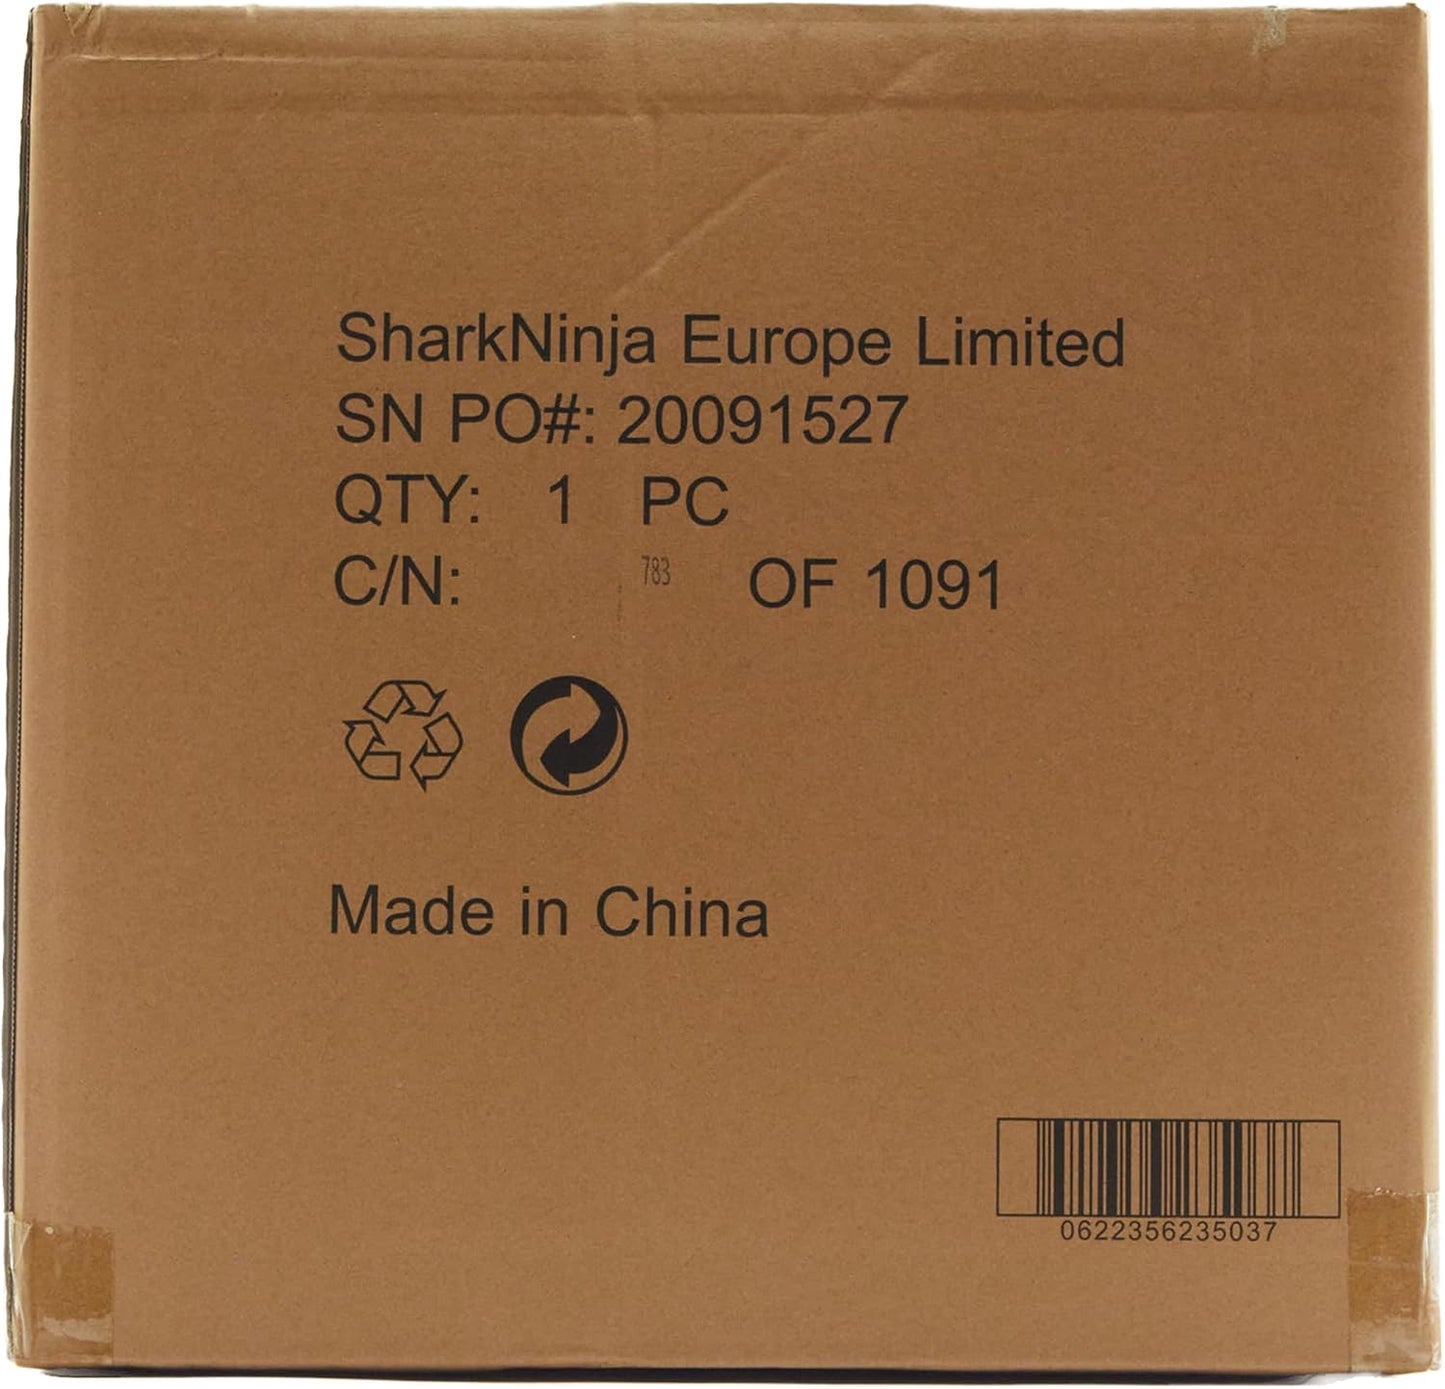 SharkNinja Europe Limited
SN PO#: 20091527
QTY: 1 PC
C/N: 783 OF 1091
Made in China
0622356235037